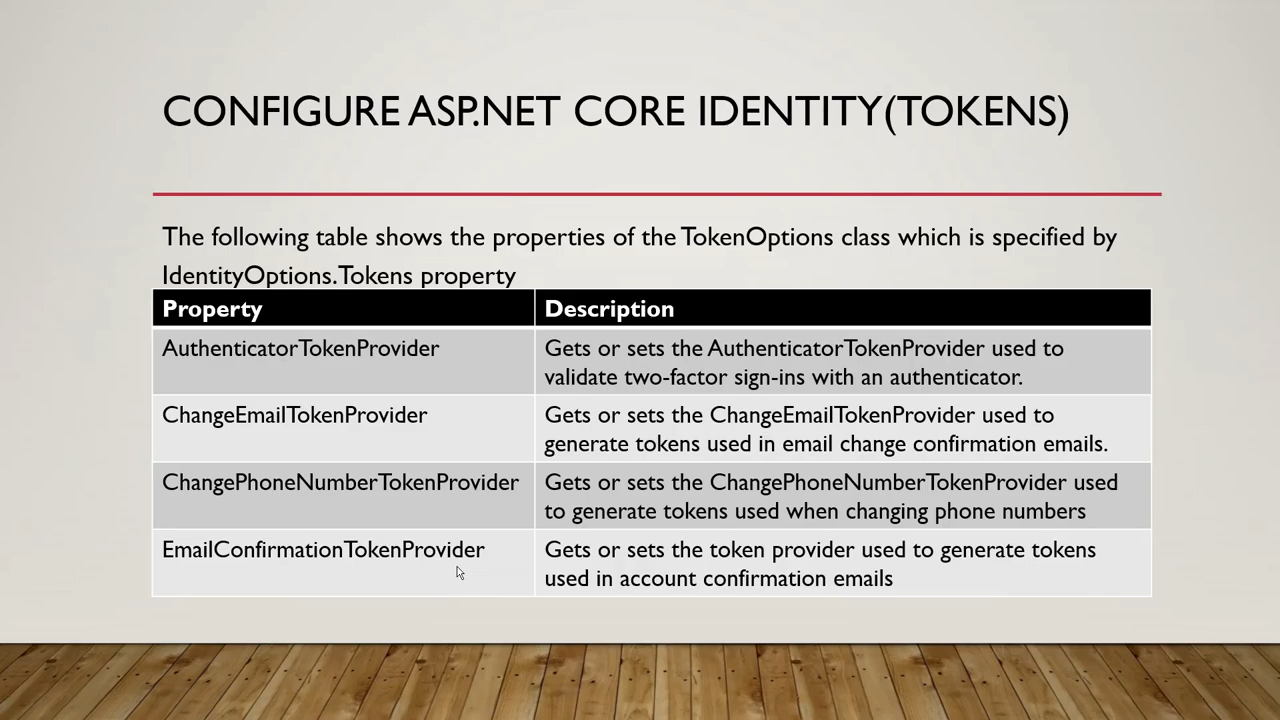 CONFIGURE ASP.NET CORE IDENTITY(TOKENS)
The following table shows the properties of the TokenOptions class which is specified by
IdentityOptions.Tokens property
Property
Description
AuthenticatorTokenProvider
Gets or sets the AuthenticatorTokenProvider used to
validate two-factor sign-ins with an authenticator.
ChangeEmailTokenProvider
Gets or sets the ChangeEmailTokenProvider used to
generate tokens used in email change confirmation emails.
ChangePhoneNumberTokenProvider
Gets or sets the ChangePhoneNumberTokenProvider used
to generate tokens used when changing phone numbers
EmailConfirmationTokenProvider
Gets or sets the token provider used to generate tokens
used in account confirmation emails